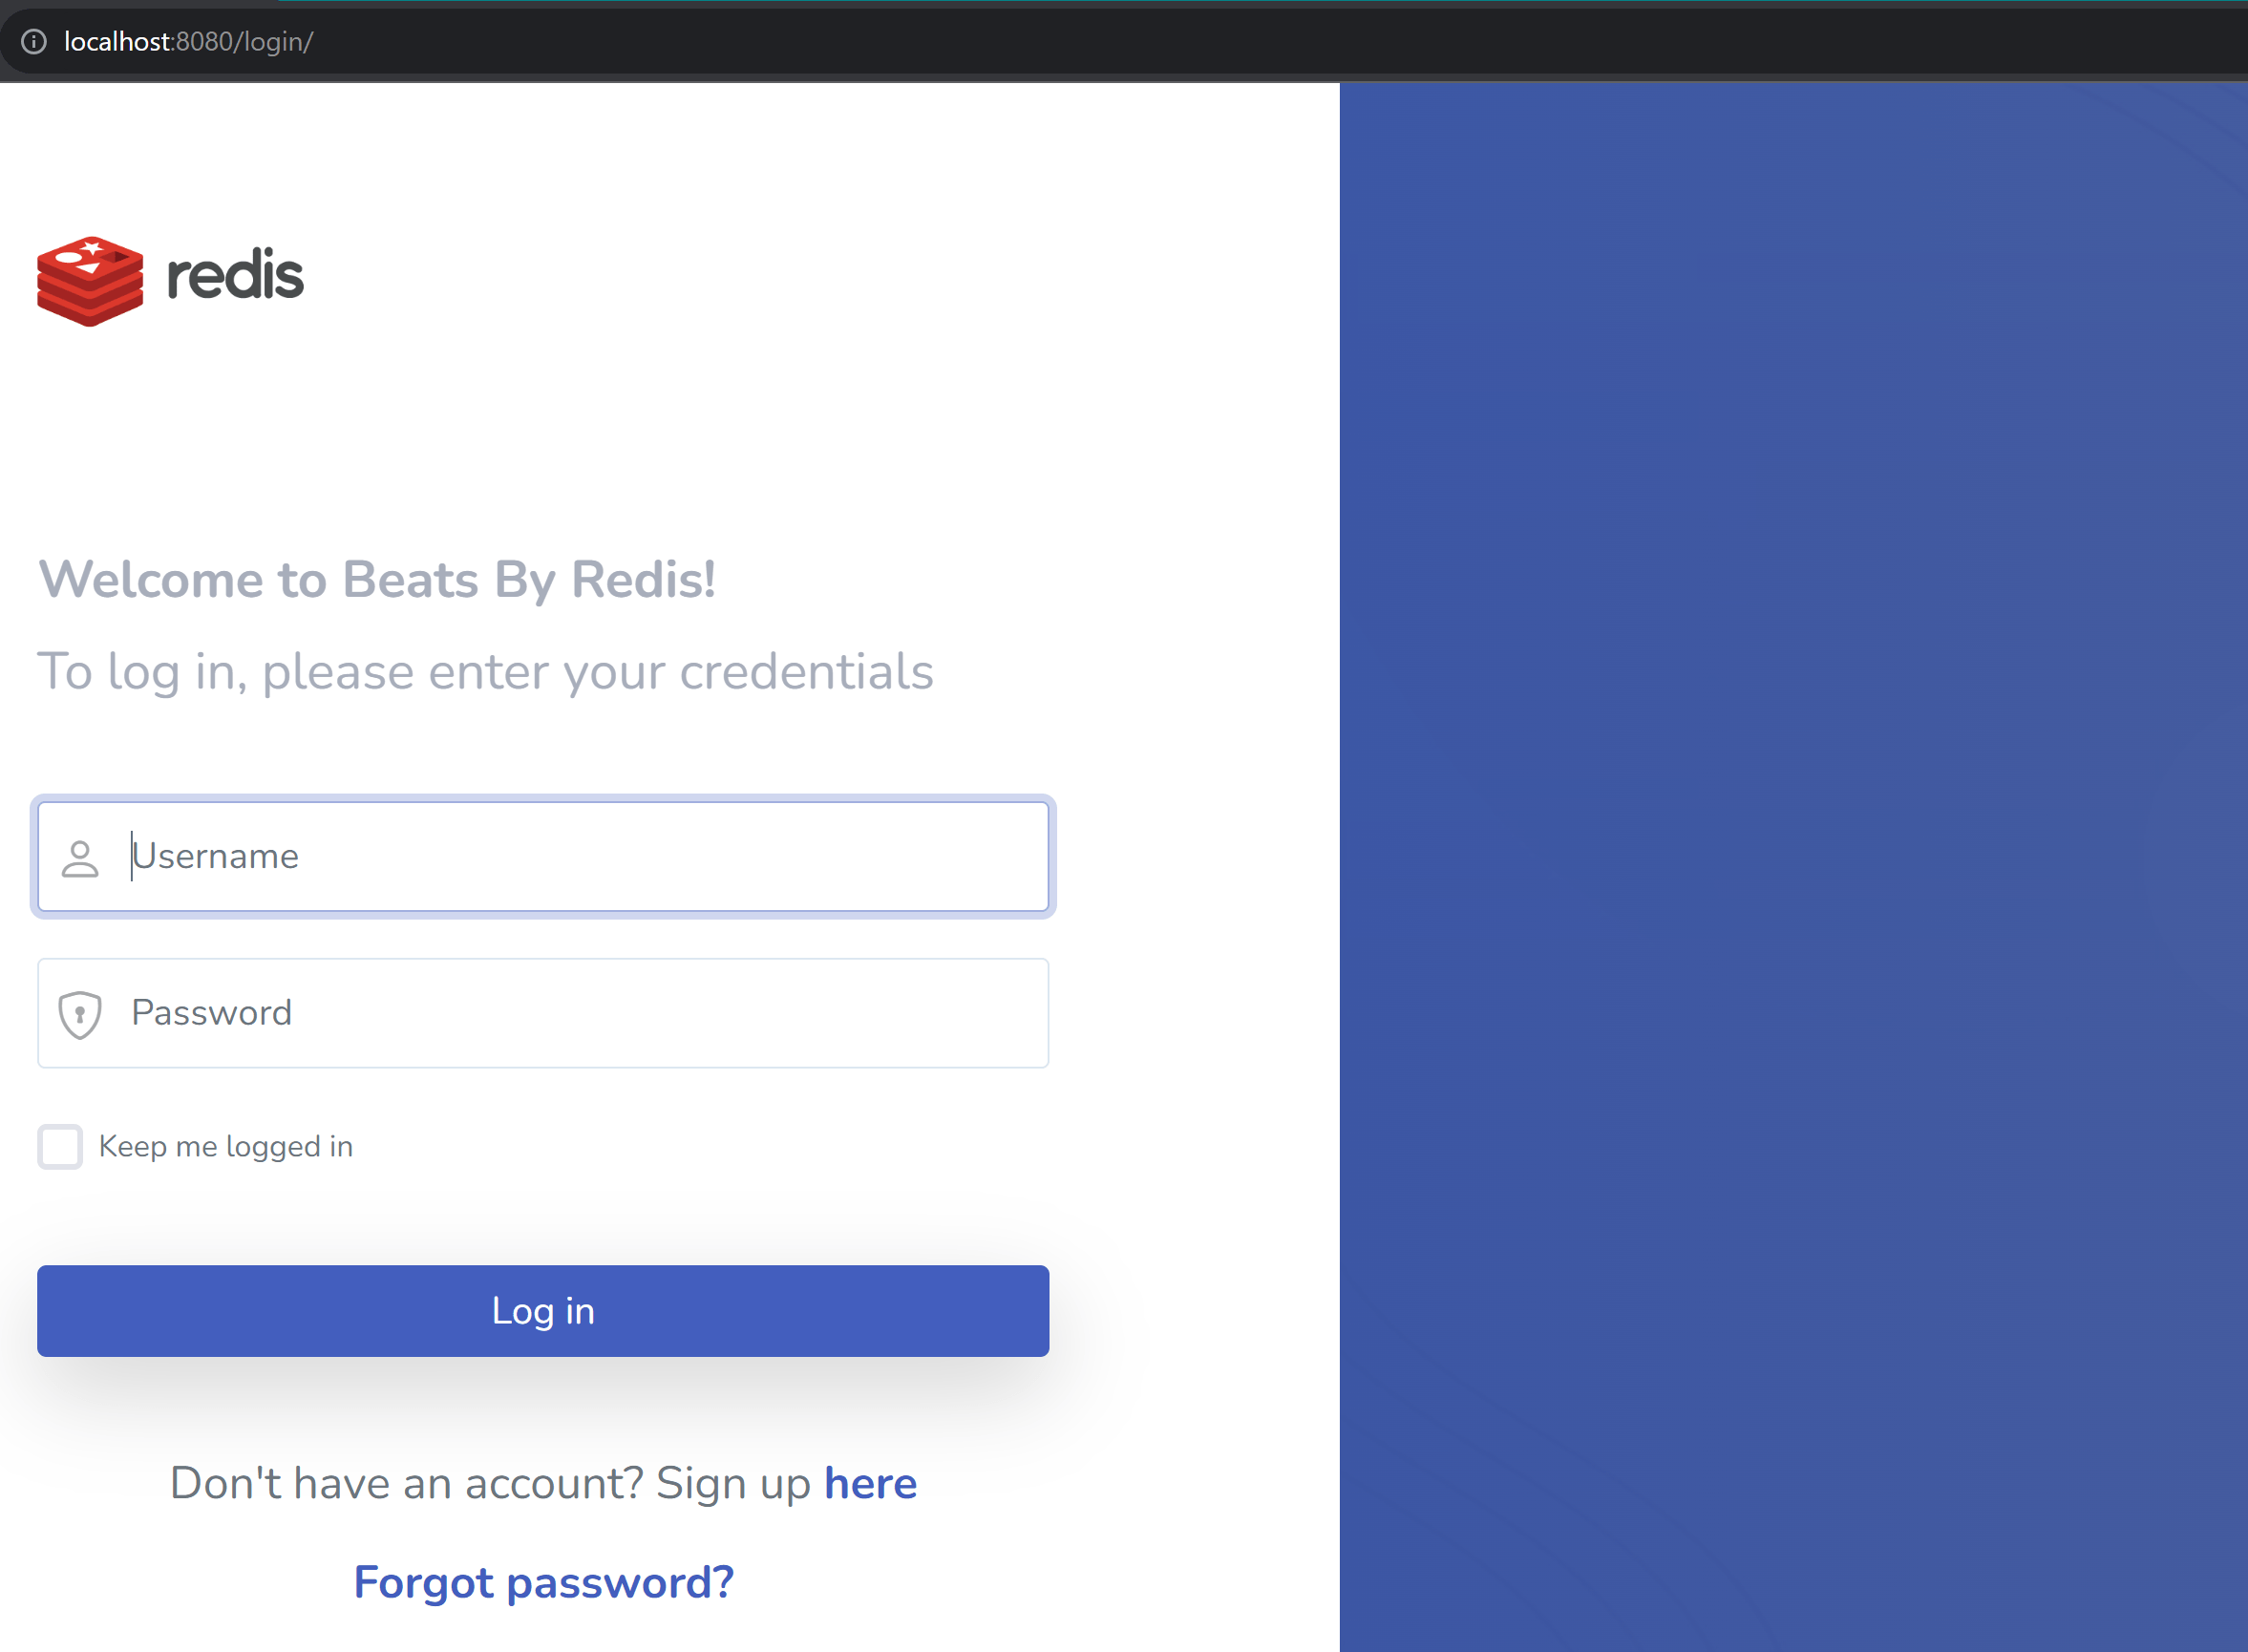 localhost:8080/login/
redis
Welcome to Beats By Redis!
To log in, please enter your credentials
Username
Password
Keep me logged in
Log in
Don't have an account? Sign up here
Forgot password?